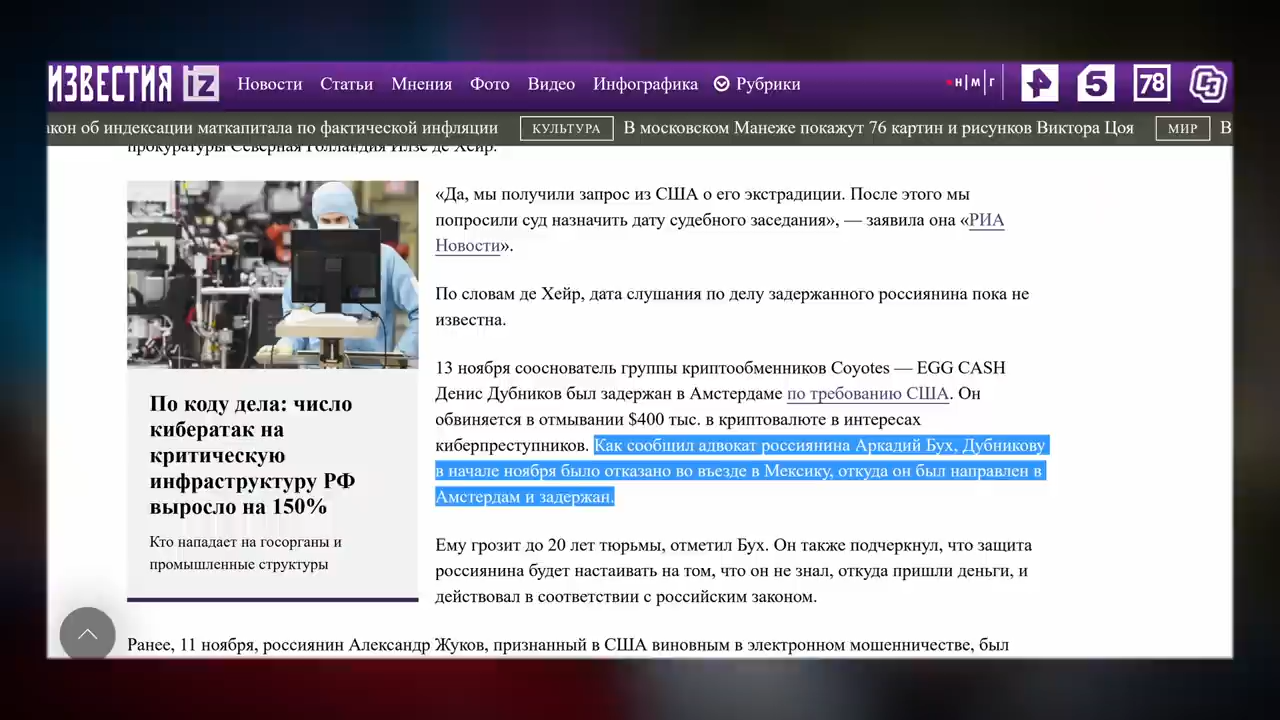 ИЗВЕСТИЯ iz Новости Статьи Мнения Фото Видео Инфографика Рубрики н|м|г 5 78
акон об индексации маткапитала по фактической инфляции КУЛЬТУРА В московском Манеже покажут 76 картин и рисунков Виктора Цоя МИР В
прокуратуры Северная Голландия Илзе де Хейр.
«Да, мы получили запрос из США о его экстрадиции. После этого мы
попросили суд назначить дату судебного заседания», — заявила она «РИА
Новости».
По словам де Хейр, дата слушания по делу задержанного россиянина пока не
известна.
13 ноября сооснователь группы криптообменников Coyotes — EGG CASH
Денис Дубников был задержан в Амстердаме по требованию США. Он
обвиняется в отмывании $400 тыс. в криптовалюте в интересах
киберпреступников. Как сообщил адвокат россиянина Аркадий Бух, Дубникову
в начале ноября было отказано во въезде в Мексику, откуда он был направлен в
Амстердам и задержан.
Ему грозит до 20 лет тюрьмы, отметил Бух. Он также подчеркнул, что защита
россиянина будет настаивать на том, что он не знал, откуда пришли деньги, и
действовал в соответствии с российским законом.
По коду дела: число
кибератак на
критическую
инфраструктуру РФ
выросло на 150%
Кто нападает на госорганы и
промышленные структуры
Ранее, 11 ноября, россиянин Александр Жуков, признанный в США виновным в электронном мошенничестве, был